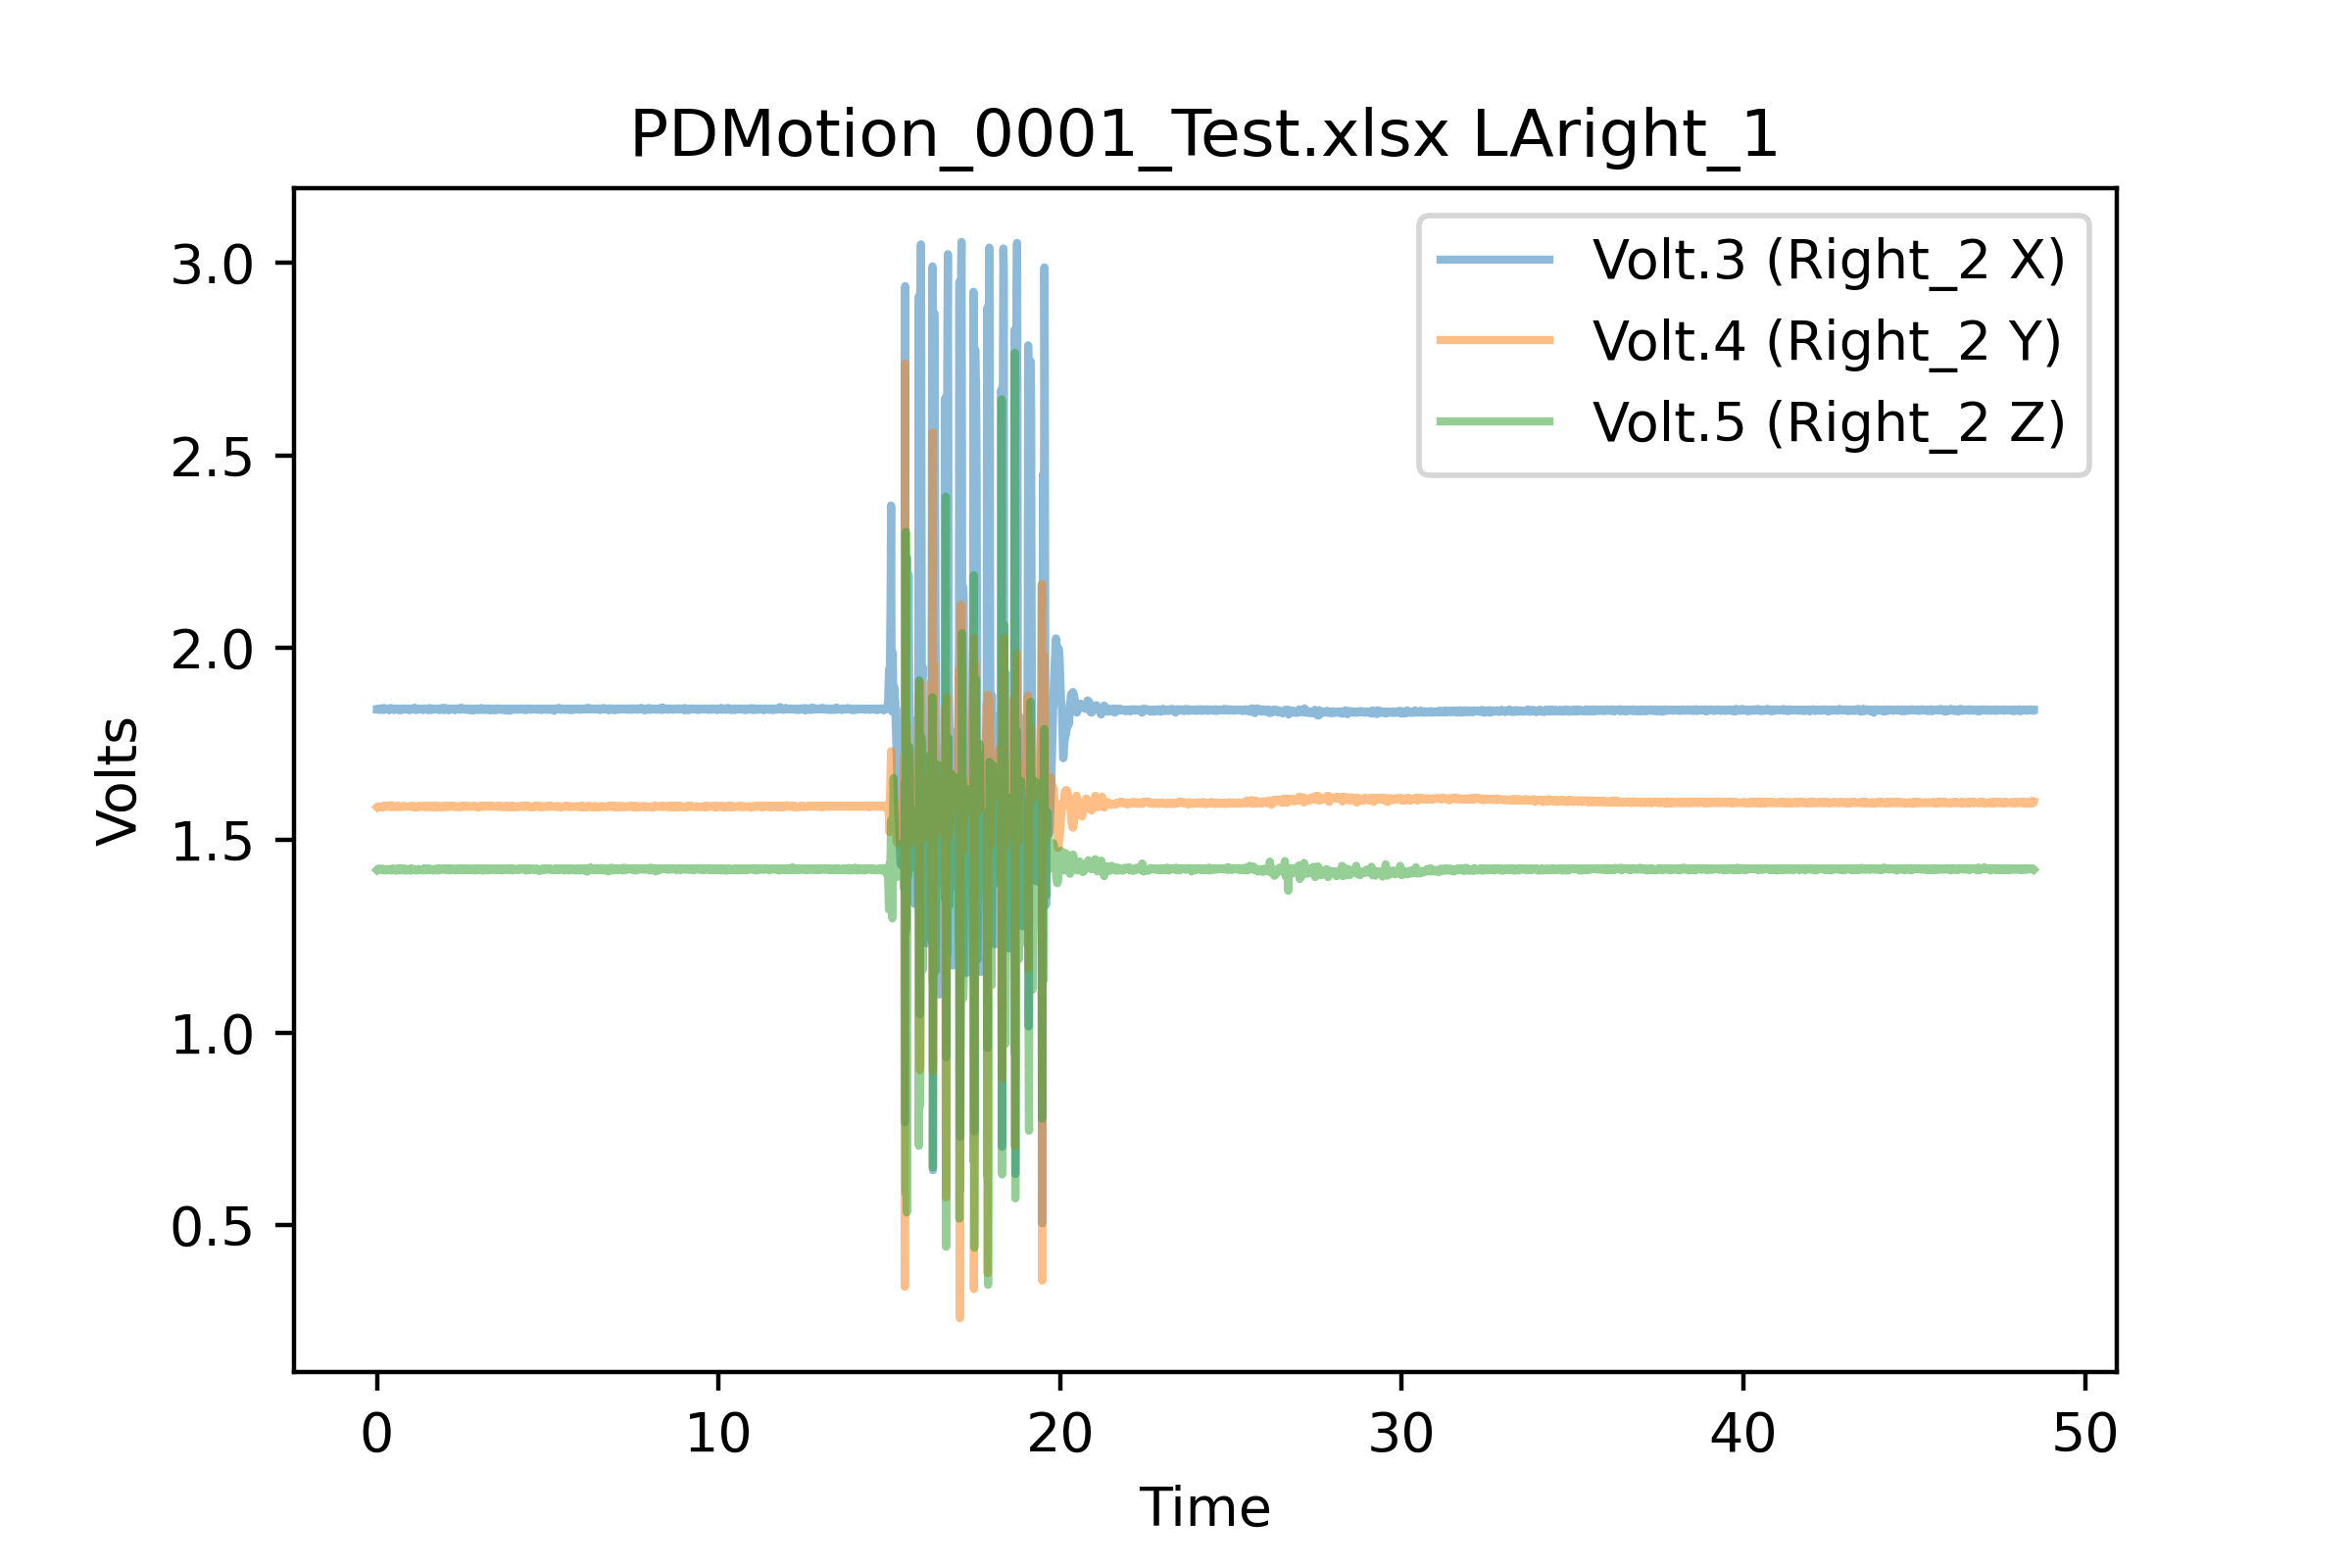 PDMotion_0001_Test.xlsx LAright_1
Volt.3 (Right_2 X)
Volt.4 (Right_2 Y)
Volt.5 (Right_2 Z)
3.0
2.5
2.0
1.5
1.0
0.5
Volts
0 10 20 30 40 50
Time